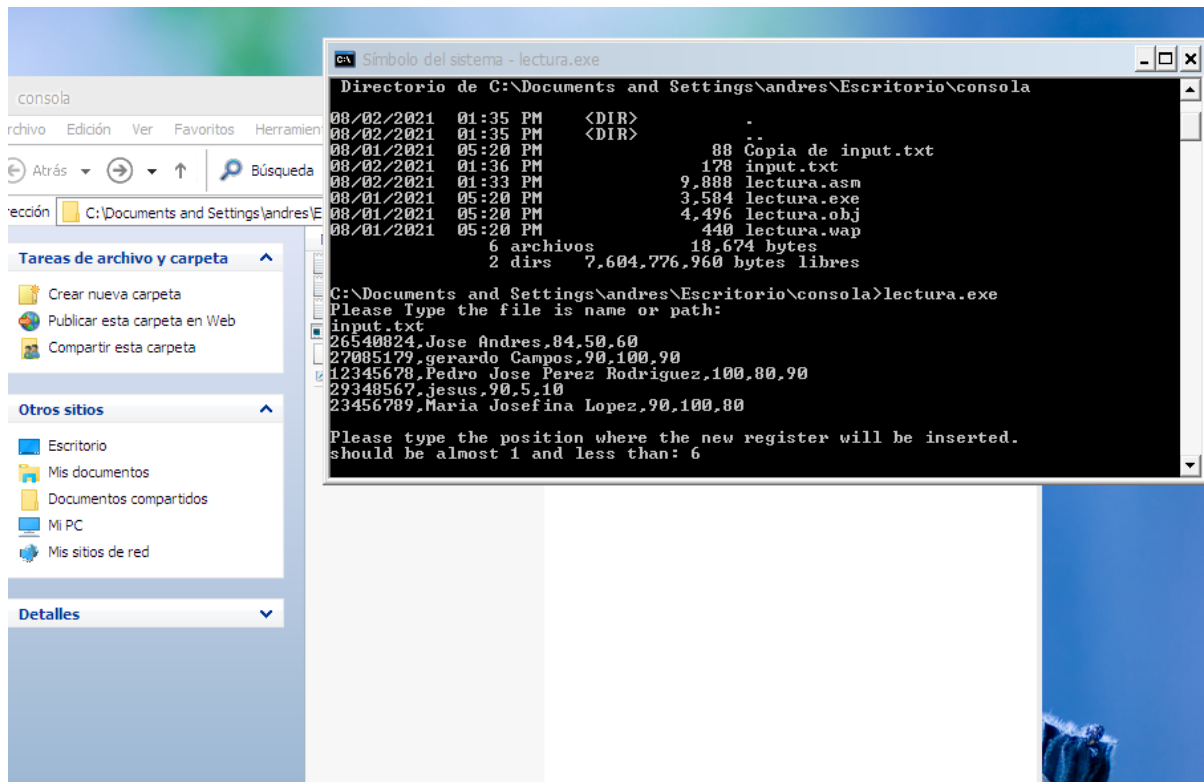 consola
rchivo Edición Ver Favoritos Herramien
Atrás Búsqueda
rección C:\Documents and Settings\andres\E
Tareas de archivo y carpeta
Crear nueva carpeta
Publicar esta carpeta en Web
Compartir esta carpeta
Otros sitios
Escritorio
Mis documentos
Documentos compartidos
Mi PC
Mis sitios de red
Detalles
C:\ Símbolo del sistema - lectura.exe
Directorio de C:\Documents and Settings\andres\Escritorio\consola
08/02/2021 01:35 PM <DIR> .
08/02/2021 01:35 PM <DIR> ..
08/01/2021 05:20 PM 88 Copia de input.txt
08/02/2021 01:36 PM 178 input.txt
08/02/2021 01:33 PM 9,888 lectura.asm
08/01/2021 05:20 PM 3,584 lectura.exe
08/01/2021 05:20 PM 4,496 lectura.obj
08/01/2021 05:20 PM 440 lectura.wap
6 archivos 18,674 bytes
2 dirs 7,604,776,960 bytes libres
C:\Documents and Settings\andres\Escritorio\consola>lectura.exe
Please Type the file is name or path:
input.txt
26540824,Jose Andres,84,50,60
27085179,gerardo Campos,90,100,90
12345678,Pedro Jose Perez Rodriguez,100,80,90
29348567,jesus,90,5,10
23456789,Maria Josefina Lopez,90,100,80
Please type the position where the new register will be inserted.
should be almost 1 and less than: 6